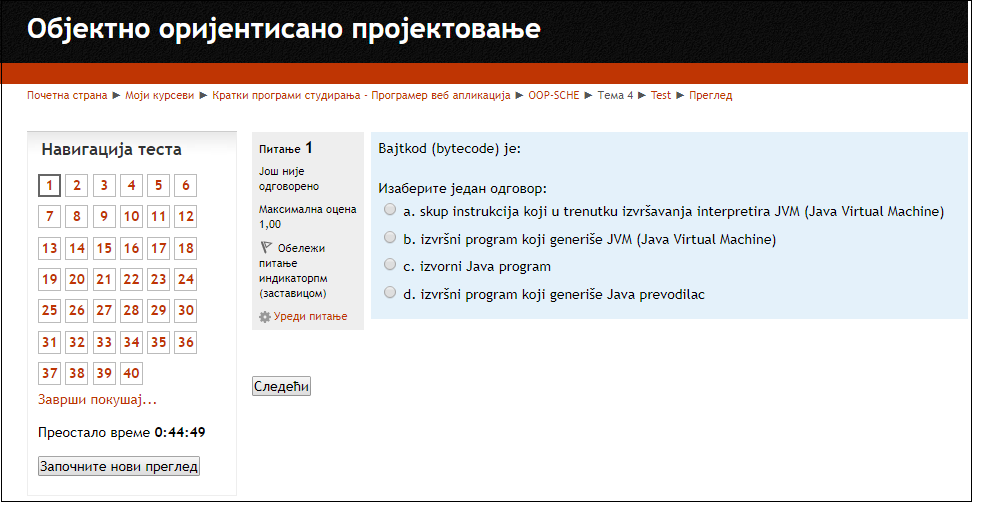 Објектно оријентисано пројектовање
Почетна страна ► Моји курсеви ► Кратки програми студирања - Програмер веб апликација ► OOP-SCHE ► Тема 4 ► Test ► Преглед
Навигација теста
1 2 3 4 5 6
7 8 9 10 11 12
13 14 15 16 17 18
19 20 21 22 23 24
25 26 27 28 29 30
31 32 33 34 35 36
37 38 39 40
Заврши покушај...
Преостало време 0:44:49
Започните нови преглед
Питање 1
Још није
одговорено
Максимална оцена
1,00
Обележи
питање
индикаторпм
(заставицом)
Уреди питање
Bajtkod (bytecode) je:
Изаберите један одговор:
a. skup instrukcija koji u trenutku izvršavanja interpretira JVM (Java Virtual Machine)
b. izvršni program koji generiše JVM (Java Virtual Machine)
c. izvorni Java program
d. izvršni program koji generiše Java prevodilac
Следећи